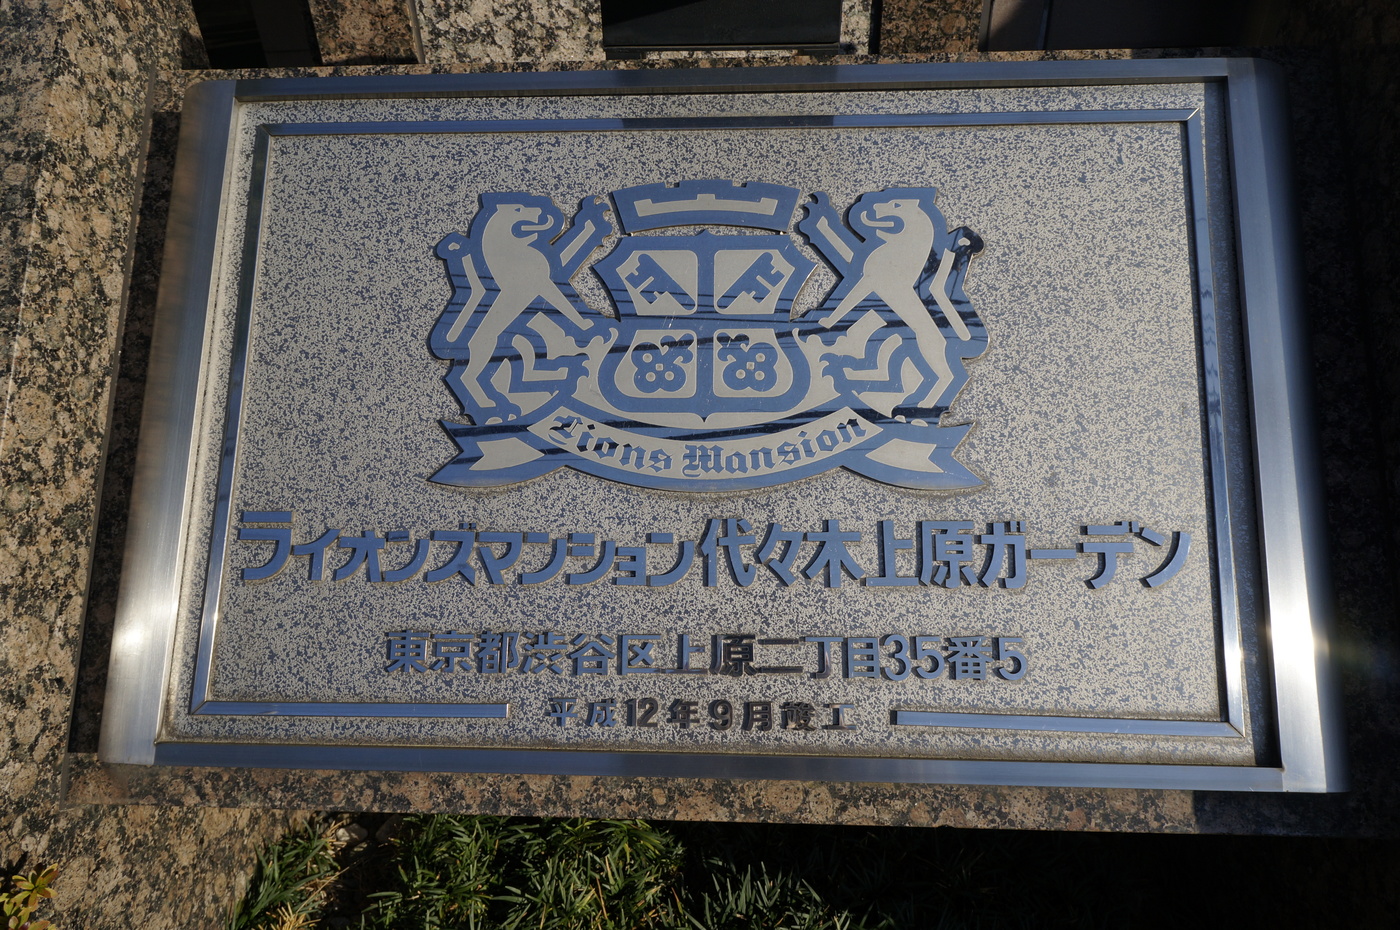 Lions Mansion
ライオンズマンション代々木上原ガーデン
東京都渋谷区上原二丁目35番5
平成12年9月竣工